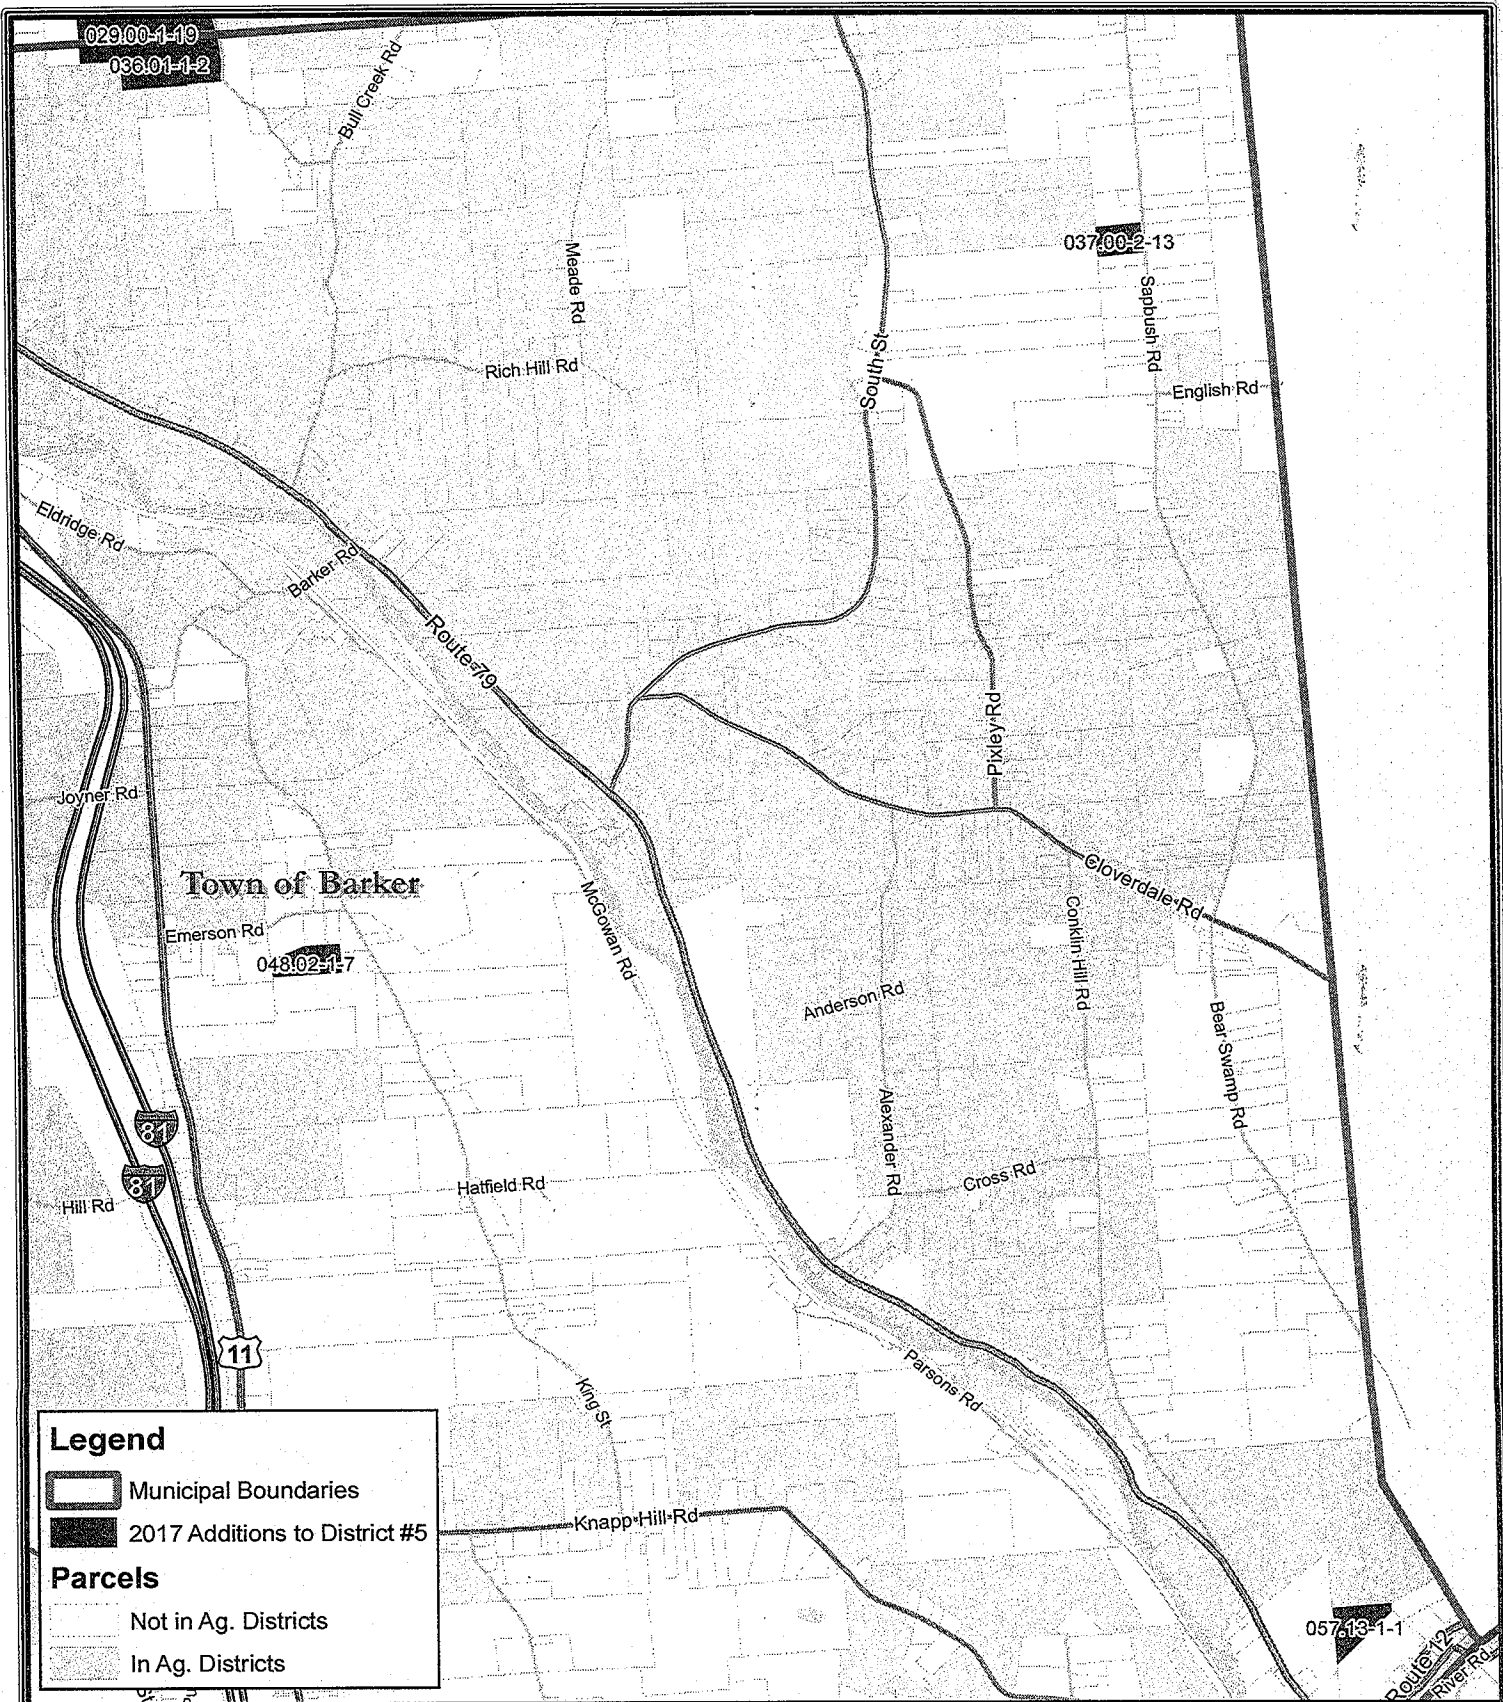 029.00-1-19
036.01-1-2
Bull Creek Rd
037.00-2-13
Meade Rd
Sapbush Rd
South St
Rich Hill Rd
English Rd
Eldridge Rd
Barker Rd
Route 79
Pixley Rd
Joyner Rd
Town of Barker
Cloverdale Rd
McGowan Rd
Conklin Hill Rd
Emerson Rd
048.02-1-7
Anderson Rd
Bear Swamp Rd
Alexander Rd
81
81
Cross Rd
Hatfield Rd
Hill Rd
11
Parsons Rd
King St
Legend
Municipal Boundaries
2017 Additions to District #5
Knapp Hill Rd
Parcels
Not in Ag. Districts
In Ag. Districts
057.13-1-1
Route 12
River Rd
St